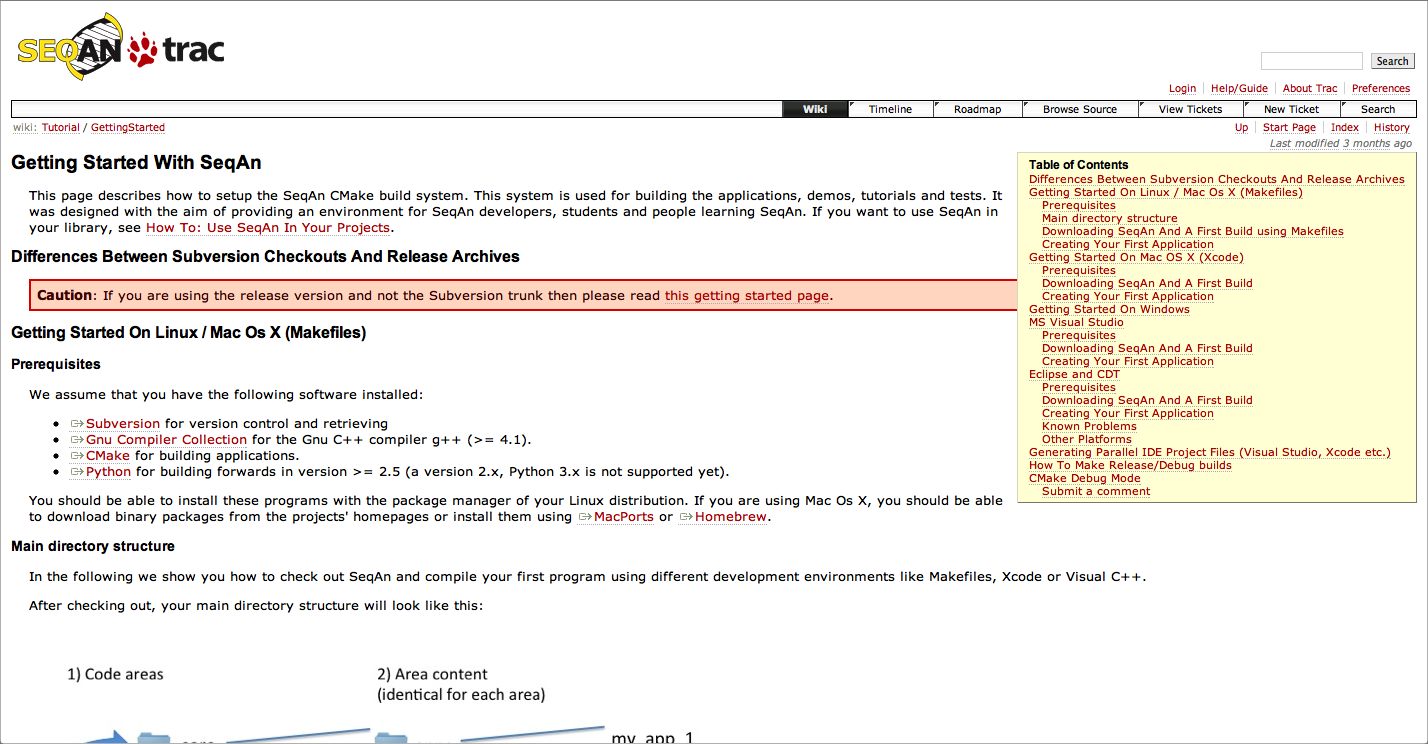 SEQAN trac
Search
Login Help/Guide About Trac Preferences
Wiki Timeline Roadmap Browse Source View Tickets New Ticket Search
wiki: Tutorial / GettingStarted
Up Start Page Index History
Last modified 3 months ago
Getting Started With SeqAn
This page describes how to setup the SeqAn CMake build system. This system is used for building the applications, demos, tutorials and tests. It
was designed with the aim of providing an environment for SeqAn developers, students and people learning SeqAn. If you want to use SeqAn in
your library, see How To: Use SeqAn In Your Projects.
Differences Between Subversion Checkouts And Release Archives
Caution: If you are using the release version and not the Subversion trunk then please read this getting started page.
Getting Started On Linux / Mac Os X (Makefiles)
Prerequisites
We assume that you have the following software installed:
Subversion for version control and retrieving
Gnu Compiler Collection for the Gnu C++ compiler g++ (>= 4.1).
CMake for building applications.
Python for building forwards in version >= 2.5 (a version 2.x, Python 3.x is not supported yet).
You should be able to install these programs with the package manager of your Linux distribution. If you are using Mac Os X, you should be able
to download binary packages from the projects' homepages or install them using MacPorts or Homebrew.
Table of Contents
Differences Between Subversion Checkouts And Release Archives
Getting Started On Linux / Mac Os X (Makefiles)
Prerequisites
Main directory structure
Downloading SeqAn And A First Build using Makefiles
Creating Your First Application
Getting Started On Mac OS X (Xcode)
Prerequisites
Downloading SeqAn And A First Build
Creating Your First Application
Getting Started On Windows
MS Visual Studio
Prerequisites
Downloading SeqAn And A First Build
Creating Your First Application
Eclipse and CDT
Prerequisites
Downloading SeqAn And A First Build
Creating Your First Application
Known Problems
Other Platforms
Generating Parallel IDE Project Files (Visual Studio, Xcode etc.)
How To Make Release/Debug builds
CMake Debug Mode
Submit a comment
Main directory structure
In the following we show you how to check out SeqAn and compile your first program using different development environments like Makefiles, Xcode or Visual C++.
After checking out, your main directory structure will look like this:
1) Code areas
2) Area content
(identical for each area)
my_app_1